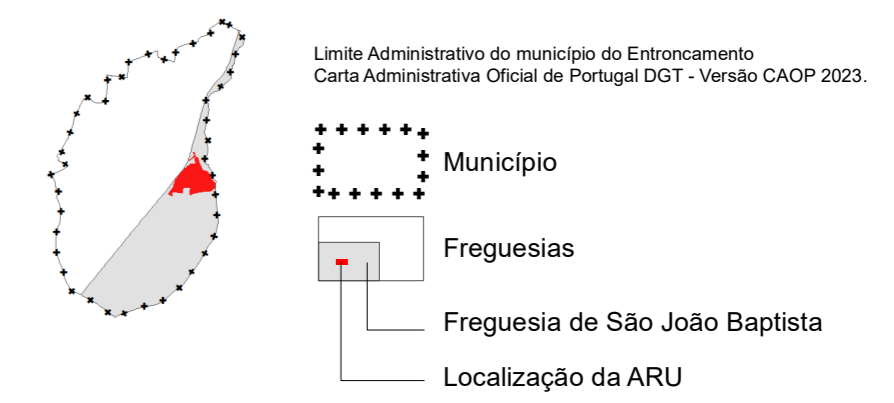 Limite Administrativo do município do Entroncamento
Carta Administrativa Oficial de Portugal DGT - Versão CAOP 2023.
Município
Freguesias
Freguesia de São João Baptista
Localização da ARU